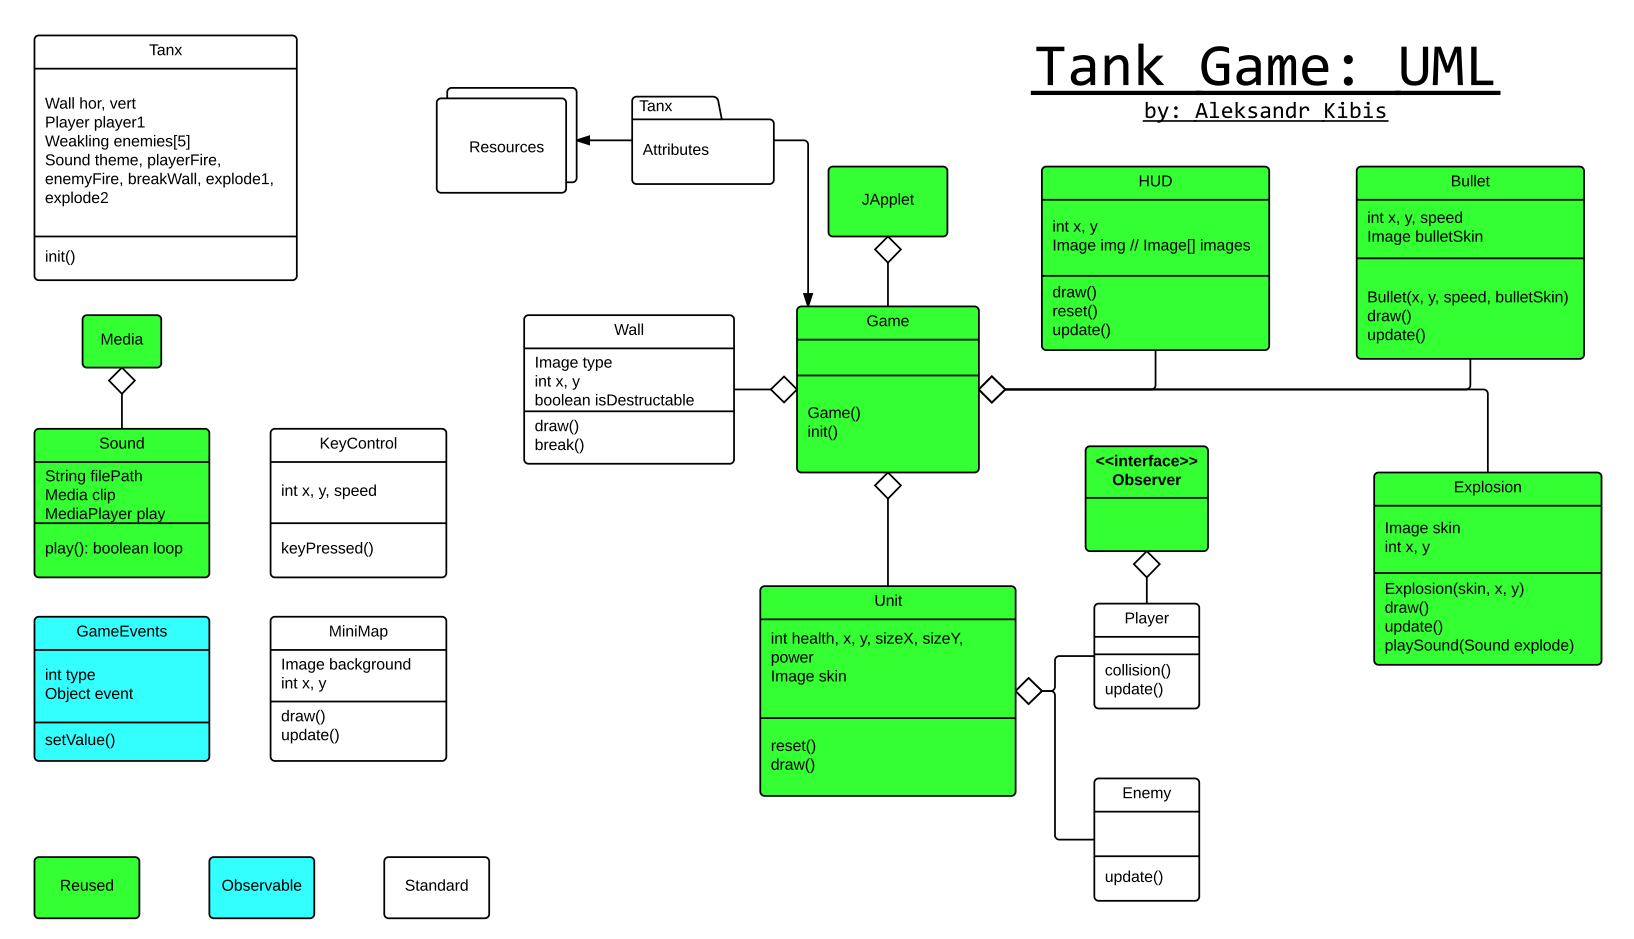 Tank Game: UML
by: Aleksandr Kibis
Tanx
Wall hor, vert
Player player1
Weakling enemies[5]
Sound theme, playerFire,
enemyFire, breakWall, explode1,
explode2
init()
Resources
Tanx
Attributes
JApplet
HUD
int x, y
Image img // Image[] images
draw()
reset()
update()
Bullet
int x, y, speed
Image bulletSkin
Bullet(x, y, speed, bulletSkin)
draw()
update()
Media
Wall
Image type
int x, y
boolean isDestructable
draw()
break()
Game
Game()
init()
Sound
String filePath
Media clip
MediaPlayer play
play(): boolean loop
KeyControl
int x, y, speed
keyPressed()
<<interface>>
Observer
Explosion
Image skin
int x, y
Explosion(skin, x, y)
draw()
update()
playSound(Sound explode)
GameEvents
int type
Object event
setValue()
MiniMap
Image background
int x, y
draw()
update()
Unit
int health, x, y, sizeX, sizeY,
power
Image skin
reset()
draw()
Player
collision()
update()
Enemy
update()
Reused
Observable
Standard